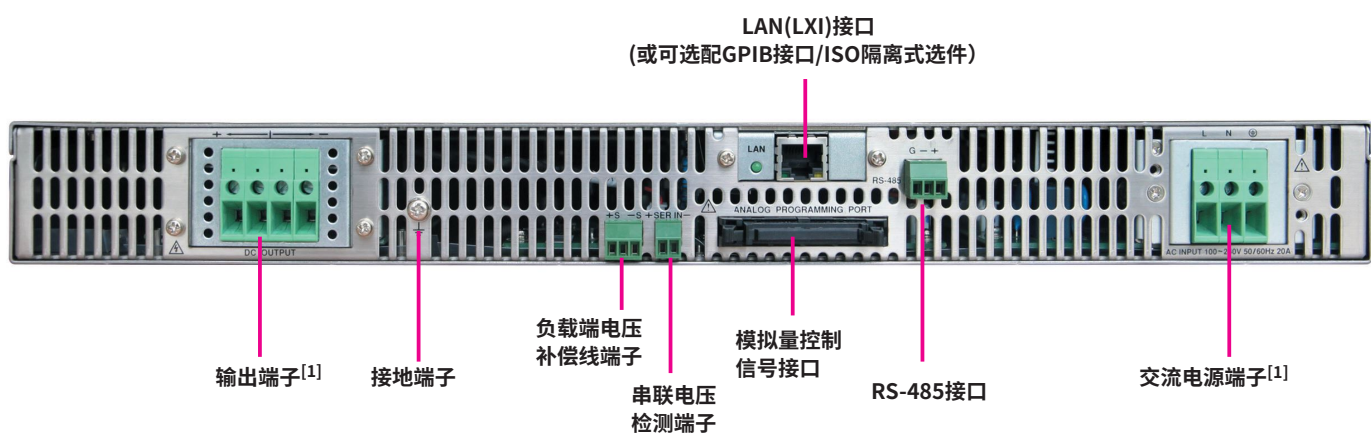 LAN(LXI)接口
(或可选配GPIB接口/ISO隔离式选件）
+ −
L N
LAN
G − +
RS-485
+S −S +SER IN−
ANALOG PROGRAMMING PORT
DC OUTPUT
AC INPUT 100~240V 50/60Hz 20A
输出端子[1]
接地端子
负载端电压
补偿线端子
串联电压
检测端子
模拟量控制
信号接口
RS-485接口
交流电源端子[1]